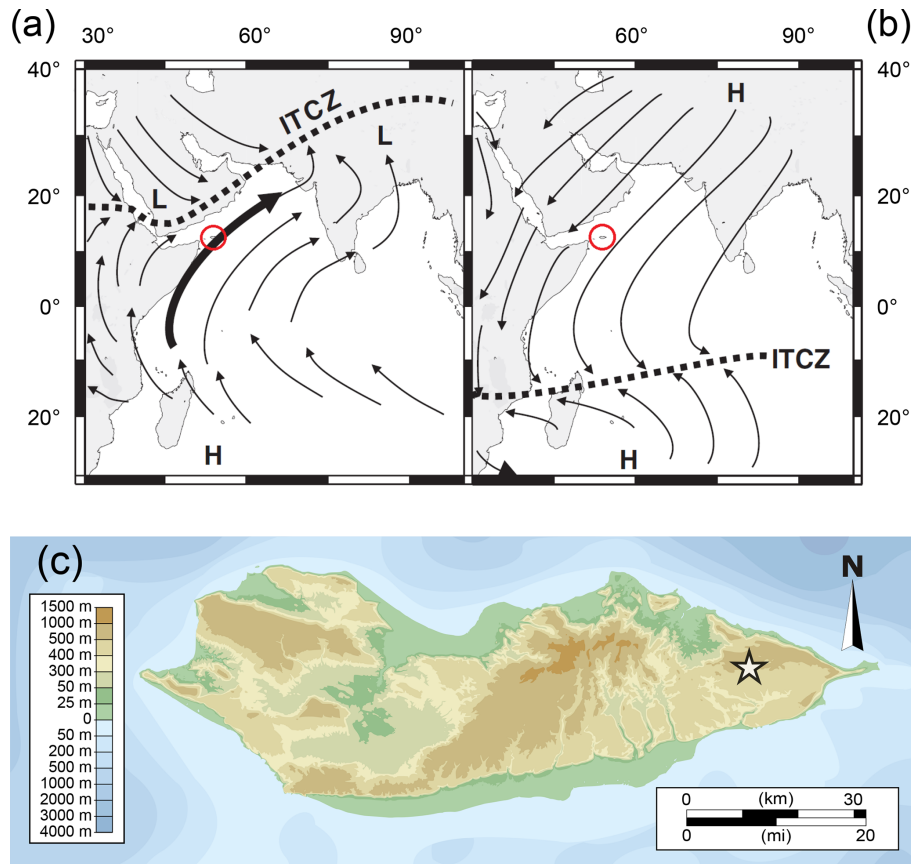 (a)
30° 60° 90°
60° 90°
(b)
40°
40°
ITCZ
H
L
20°
L
20°
0°
0°
ITCZ
20°
20°
H
H
(c)
N
1500 m
1000 m
500 m
400 m
300 m
50 m
25 m
0
50 m
200 m
500 m
1000 m
2000 m
3000 m
4000 m
0 (km) 30
0 (mi) 20